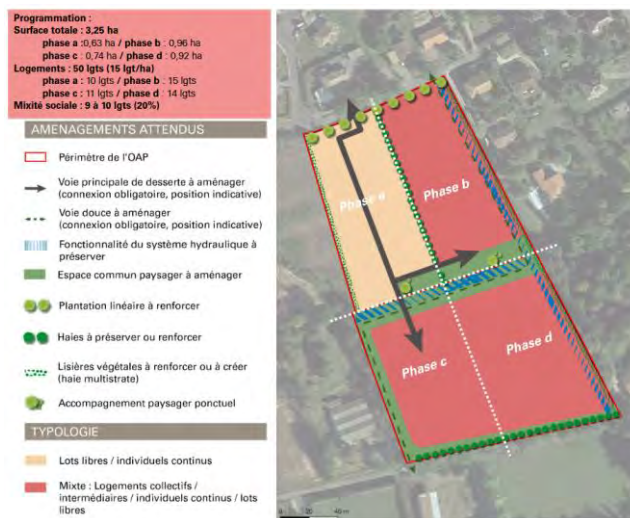 Programmation :
Surface totale : 3,25 ha
phase a :0,63 ha / phase b : 0,96 ha
phase c : 0,74 ha / phase d : 0,92 ha
Logements : 50 lgts (15 lgt/ha)
phase a : 10 lgts / phase b : 15 lgts
phase c : 11 lgts / phase d : 14 lgts
Mixité sociale : 9 à 10 lgts (20%)
AMENAGEMENTS ATTENDUS
Périmètre de l'OAP
Voie principale de desserte à aménager
(connexion obligatoire, position indicative)
Voie douce à aménager
(connexion obligatoire, position indicative)
Fonctionnalité du système hydraulique à
préserver
Espace commun paysager à aménager
Plantation linéaire à renforcer
Haies à préserver ou renforcer
Lisières végétales à renforcer ou à créer
(haie multistrate)
Accompagnement paysager ponctuel
TYPOLOGIE
Lots libres / individuels continus
Mixte : Logements collectifs /
intermédiaires / individuels continus / lots
libres
Phase a
Phase b
Phase c
Phase d
0 20 40 m